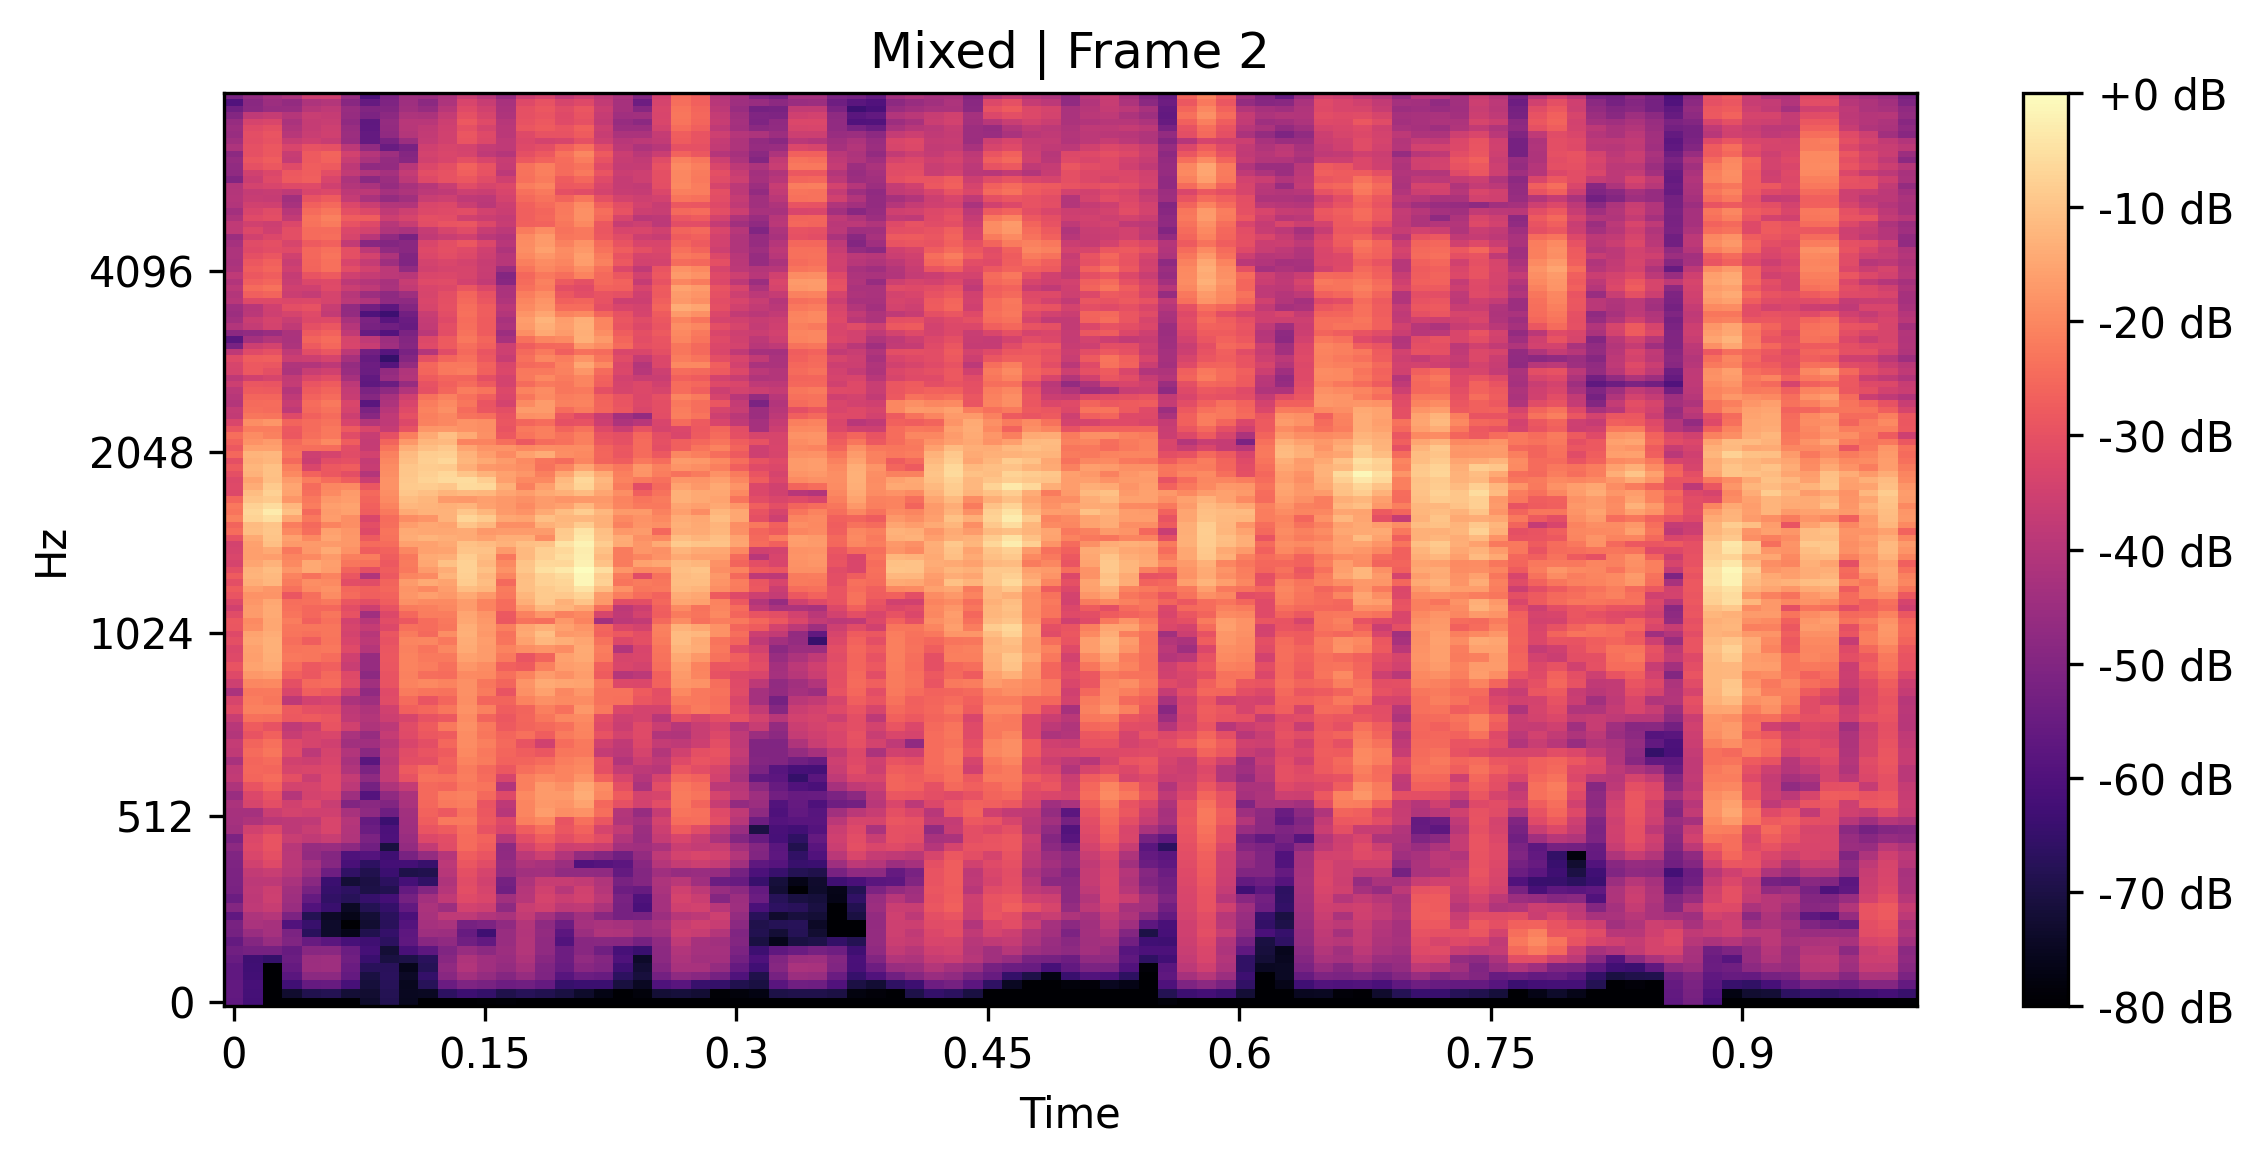 Mixed | Frame 2
+0 dB
-10 dB
-20 dB
-30 dB
-40 dB
-50 dB
-60 dB
-70 dB
-80 dB
Hz
4096
2048
1024
512
0
0 0.15 0.3 0.45 0.6 0.75 0.9
Time